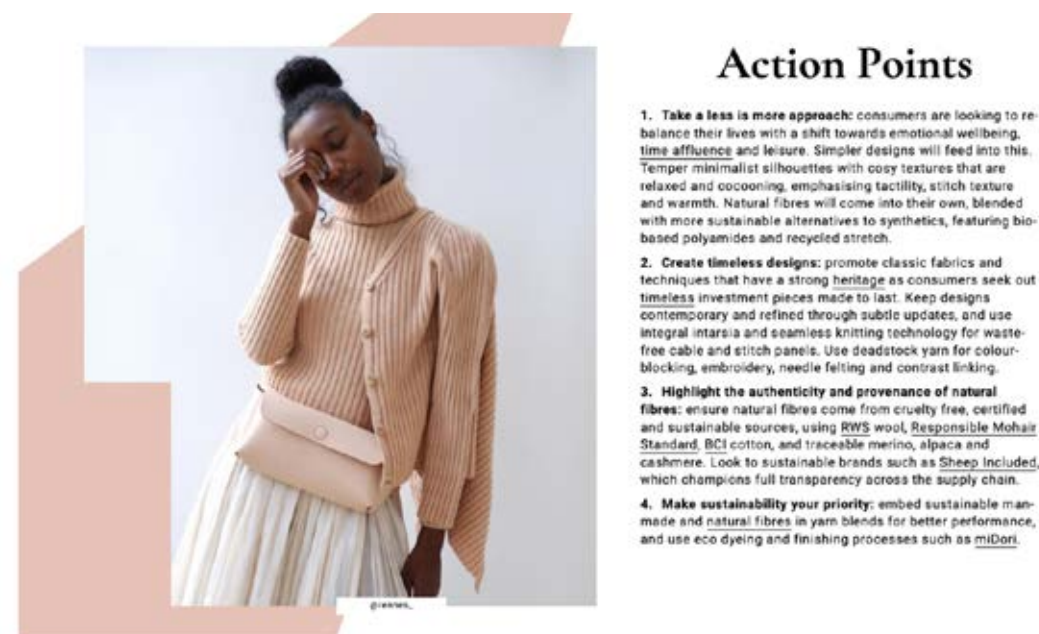 Action Points
1. Take a less is more approach: consumers are looking to re-
balance their lives with a shift towards emotional wellbeing,
time affluence and leisure. Simpler designs will feed into this.
Temper minimalist silhouettes with cosy textures that are
relaxed and cocooning, emphasising tactility, stitch texture
and warmth. Natural fibres will come into their own, blended
with more sustainable alternatives to synthetics, featuring bio-
based polyamides and recycled stretch.
2. Create timeless designs: promote classic fabrics and
techniques that have a strong heritage as consumers seek out
timeless investment pieces made to last. Keep designs
contemporary and refined through subtle updates, and use
integral intarsia and seamless knitting technology for waste-
free cable and stitch panels. Use deadstock yarn for colour-
blocking, embroidery, needle felting and contrast linking.
3. Highlight the authenticity and provenance of natural
fibres: ensure natural fibres come from cruelty free, certified
and sustainable sources, using RWS wool, Responsible Mohair
Standard, BCI cotton, and traceable merino, alpaca and
cashmere. Look to sustainable brands such as Sheep Included,
which champions full transparency across the supply chain.
4. Make sustainability your priority: embed sustainable man-
made and natural fibres in yarn blends for better performance,
and use eco dyeing and finishing processes such as miDori.
@rennes_